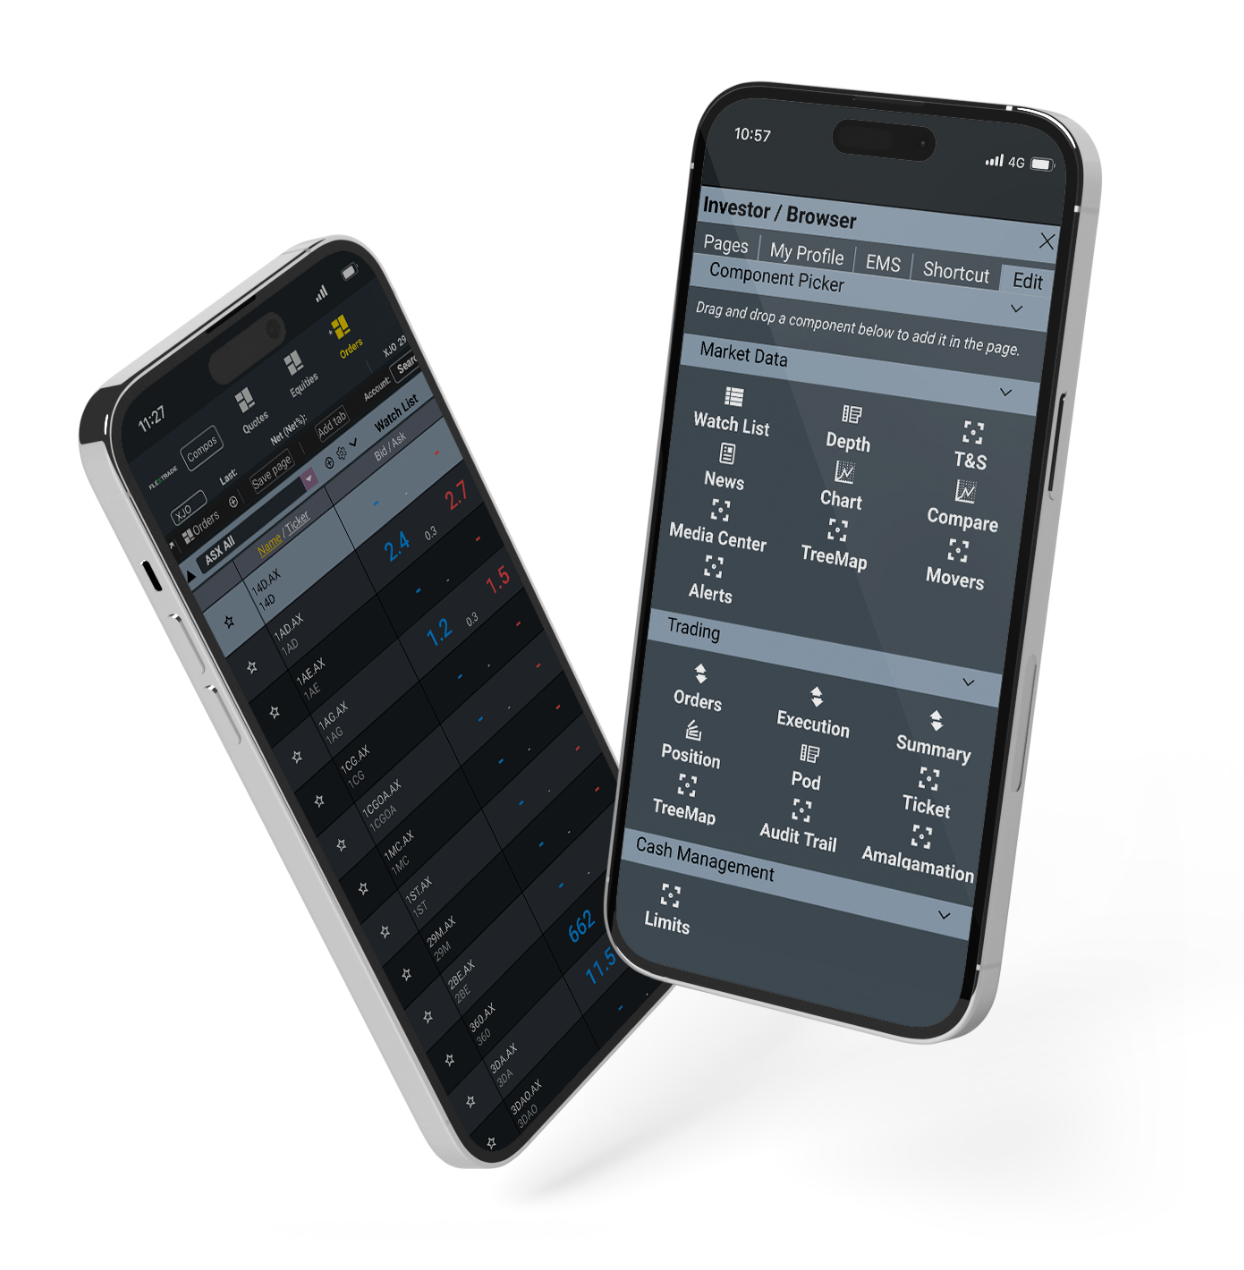 11:27
FLEXTRADE
Compos
Quotes
Equities
Orders
XJO
Last:
Net (Net%):
XJO 29
Orders
Save page
Add tab
Account:
Searc
ASX All
Watch List
Name / Ticker
Bid / Ask
14D.AX
14D
-
-
1AD.AX
1AD
2.4
0.3
2.7
1AE.AX
1AE
-
-
1AG.AX
1AG
1.2
0.3
1.5
1CG.AX
1CG
-
-
1CGOA.AX
1CGOA
-
-
1MC.AX
1MC
-
-
1ST.AX
1ST
-
-
29M.AX
29M
-
-
2BE.AX
2BE
-
360.AX
360
662
3DA.AX
3DA
11.5
3DAO.AX
3DAO
-
10:57
4G
Investor / Browser
Pages
My Profile
EMS
Shortcut
Edit
Component Picker
Drag and drop a component below to add it in the page.
Market Data
Watch List
Depth
T&S
News
Chart
Compare
Media Center
TreeMap
Movers
Alerts
Trading
Orders
Execution
Summary
Position
Pod
Ticket
TreeMap
Audit Trail
Amalgamation
Cash Management
Limits